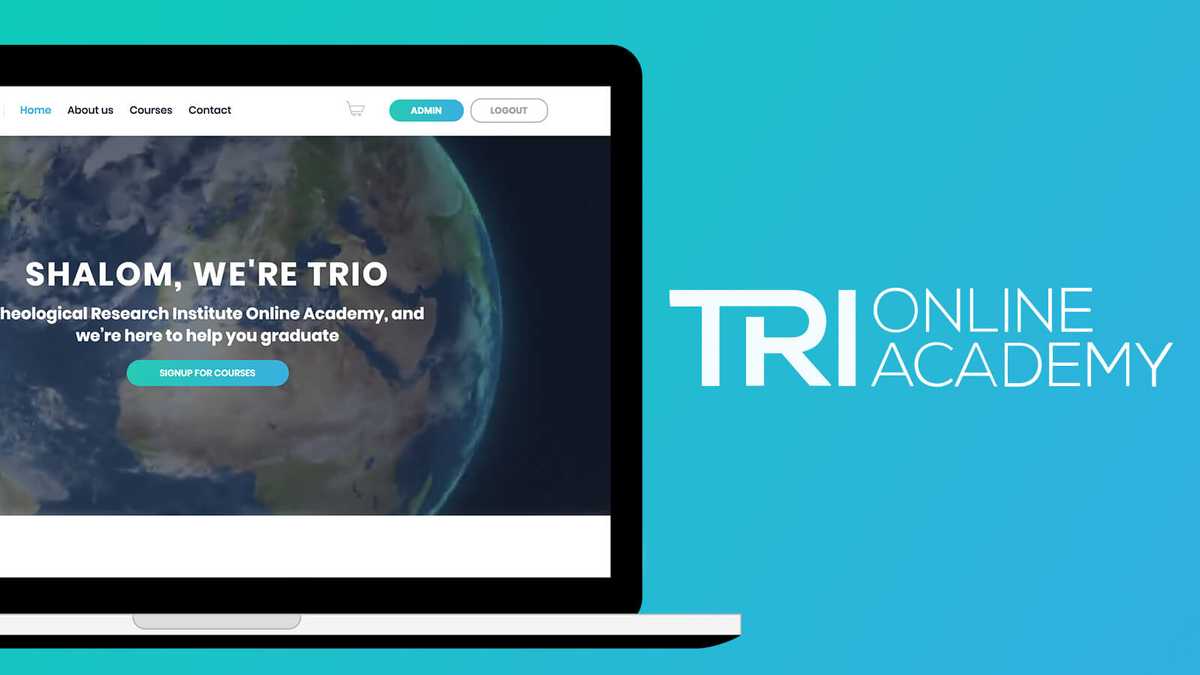 Home About us Courses Contact ADMIN LOGOUT
SHALOM, WE'RE TRIO
heological Research Institute Online Academy, and
we're here to help you graduate
SIGNUP FOR COURSES
TRI ONLINE
ACADEMY